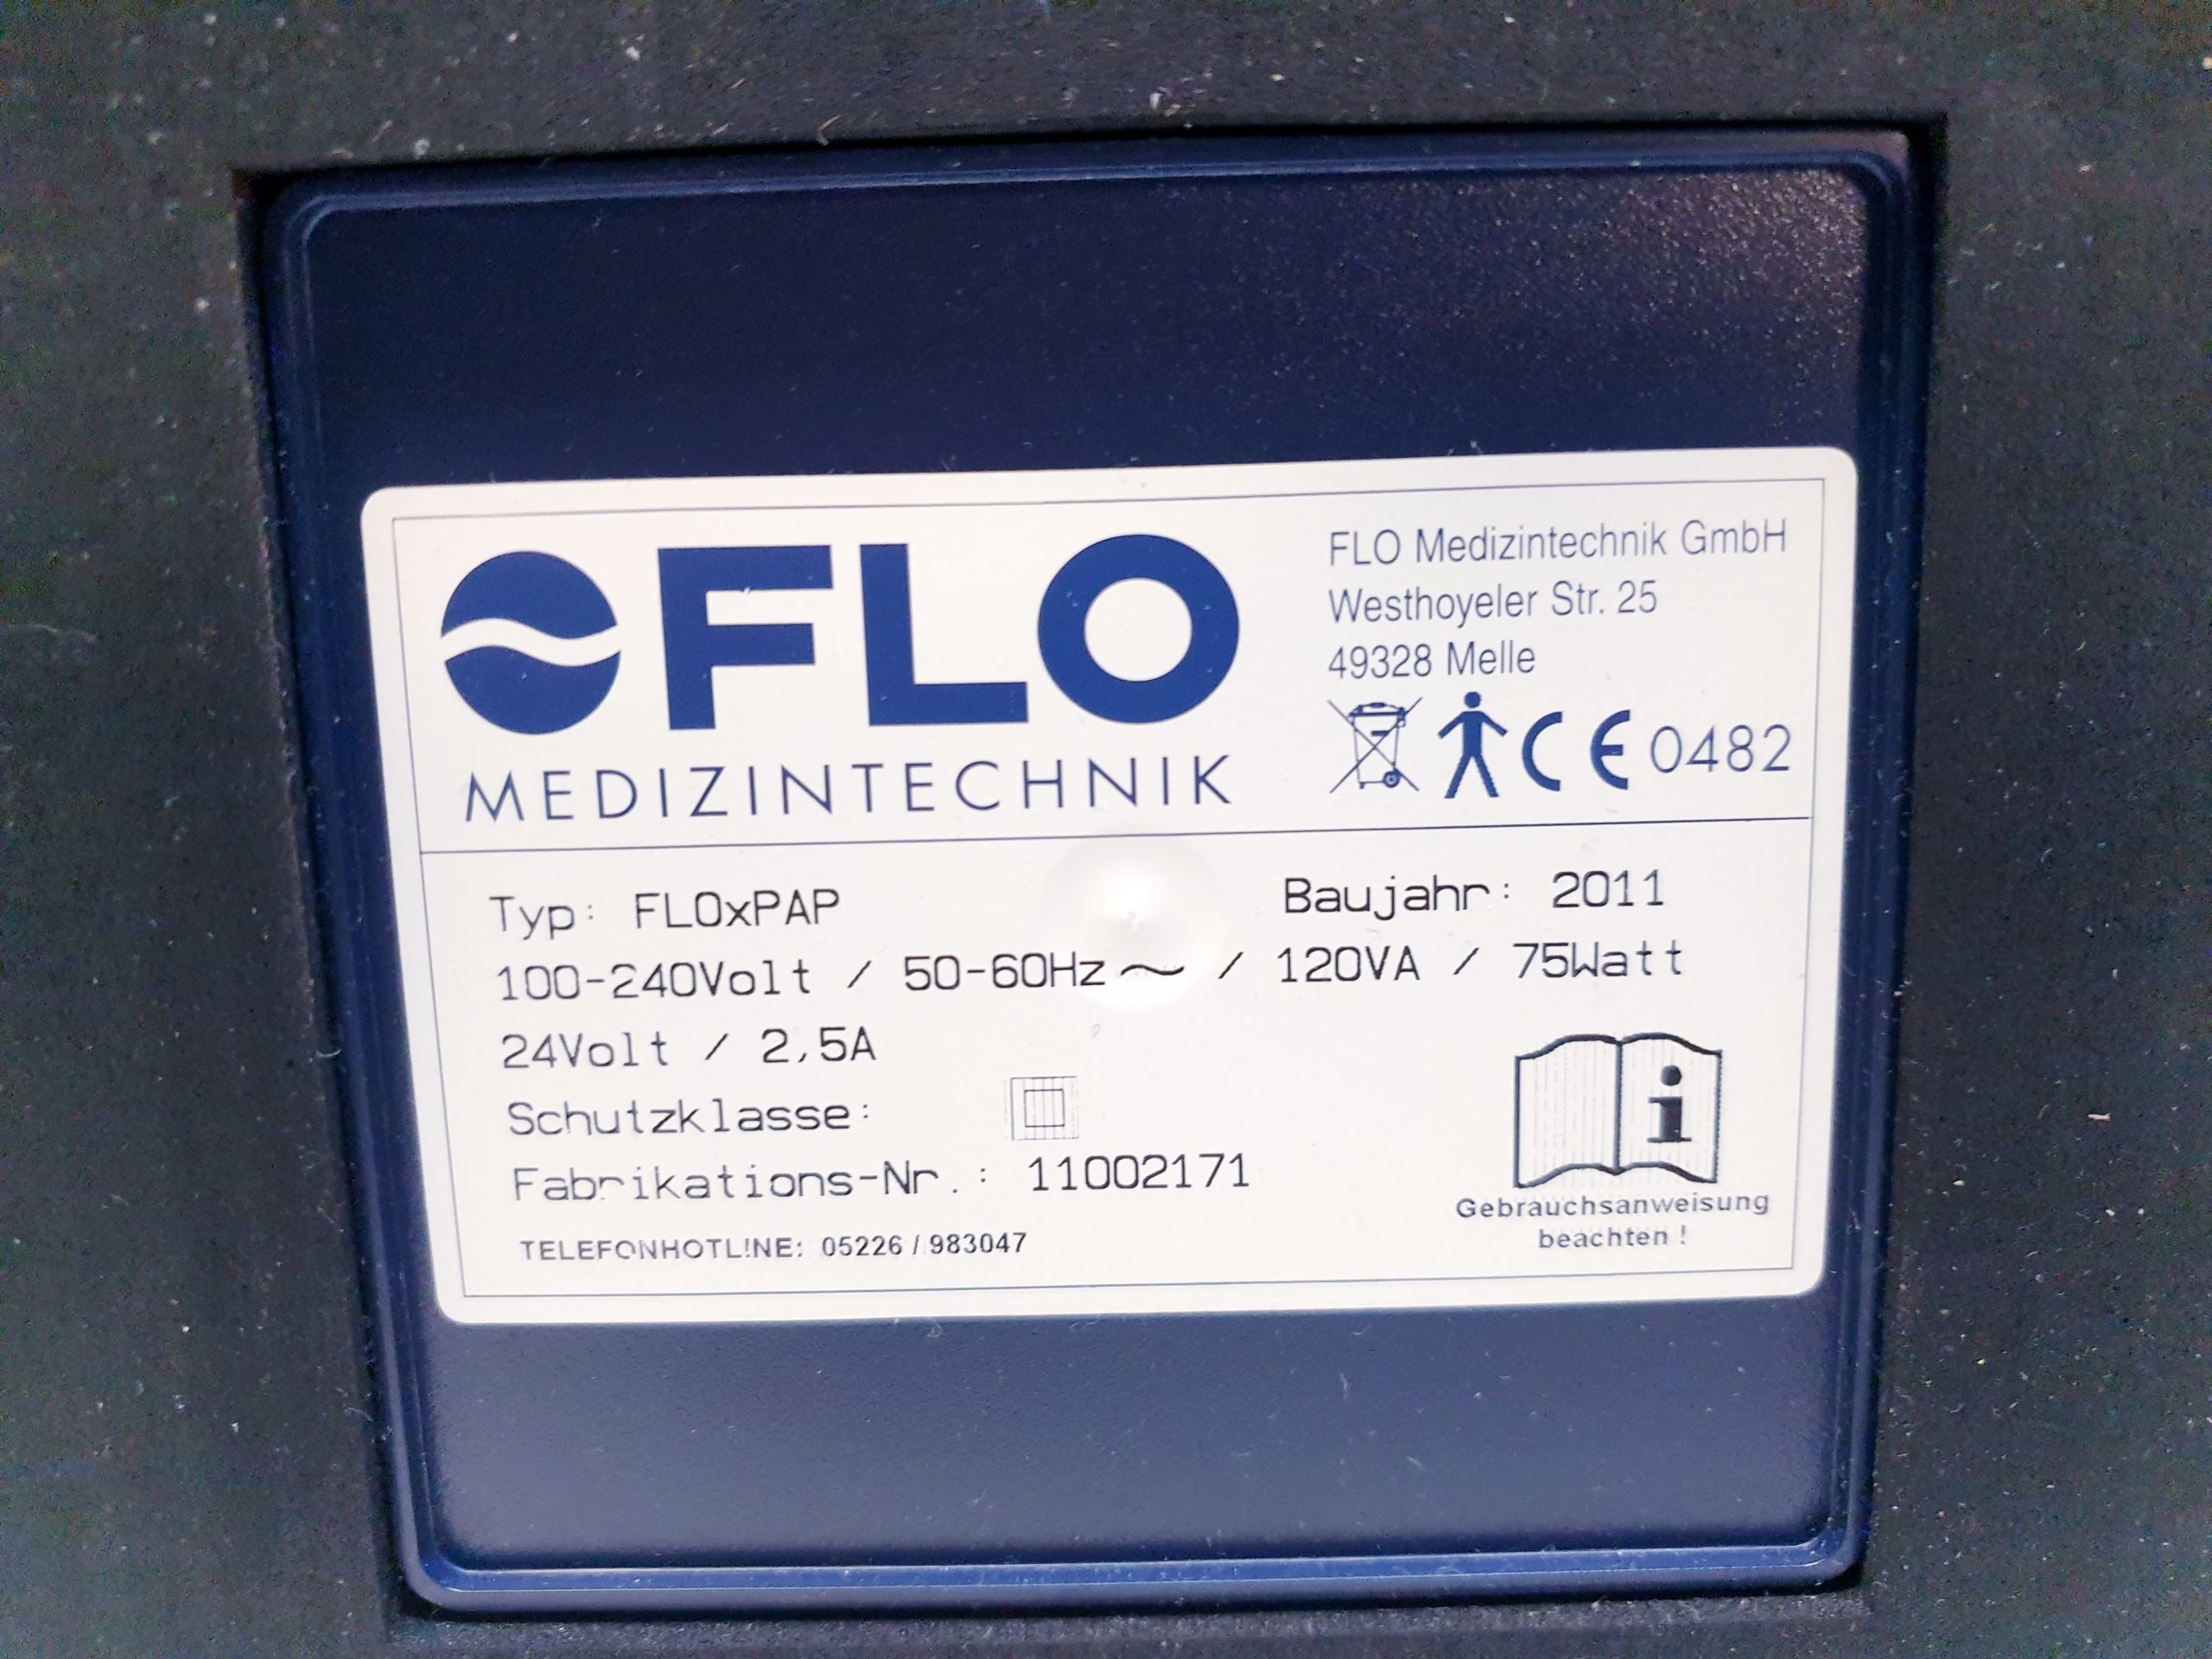 FLO
MEDIZINTECHNIK
FLO Medizintechnik GmbH
Westhoyeler Str. 25
49328 Melle
CE 0482
Typ: FLOxPAP
Baujahr: 2011
100-240Volt / 50-60Hz ~ / 120VA / 75Watt
24Volt / 2,5A
Schutzklasse:
Fabrikations-Nr.: 11002171
TELEFONHOTLINE: 05226 / 983047
i
Gebrauchsanweisung
beachten !